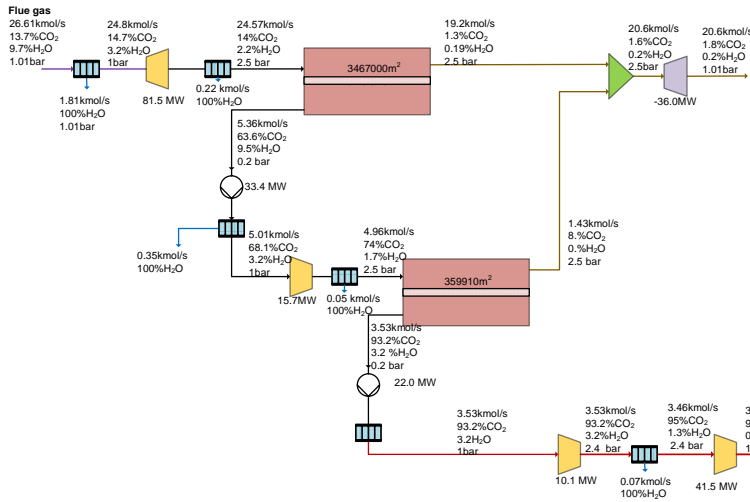 Flue gas
26.61kmol/s
13.7%CO₂
9.7%H₂O
1.01bar
24.8kmol/s
14.7%CO₂
3.2%H₂O
1bar
24.57kmol/s
14%CO₂
2.2%H₂O
2.5 bar
1.81kmol/s
100%H₂O
1.01bar
81.5 MW
0.22 kmol/s
100%H₂O
3467000m²
19.2kmol/s
1.3%CO₂
0.19%H₂O
2.5 bar
20.6kmol/s
1.6%CO₂
0.2%H₂O
2.5bar
20.6kmol/s
1.8%CO₂
0.2%H₂O
1.01bar
-36.0MW
5.36kmol/s
63.6%CO₂
9.5%H₂O
0.2 bar
33.4 MW
0.35kmol/s
100%H₂O
5.01kmol/s
68.1%CO₂
3.2%H₂O
1bar
15.7MW
4.96kmol/s
74%CO₂
1.7%H₂O
2.5 bar
0.05 kmol/s
100%H₂O
359910m²
1.43kmol/s
8.%CO₂
0.%H₂O
2.5 bar
3.53kmol/s
93.2%CO₂
3.2 %H₂O
0.2 bar
22.0 MW
3.53kmol/s
93.2%CO₂
3.2H₂O
1bar
10.1 MW
3.53kmol/s
93.2%CO₂
3.2%H₂O
2.4 bar
3.46kmol/s
95%CO₂
1.3%H₂O
2.4 bar
0.07kmol/s
100%H₂O
41.5 MW